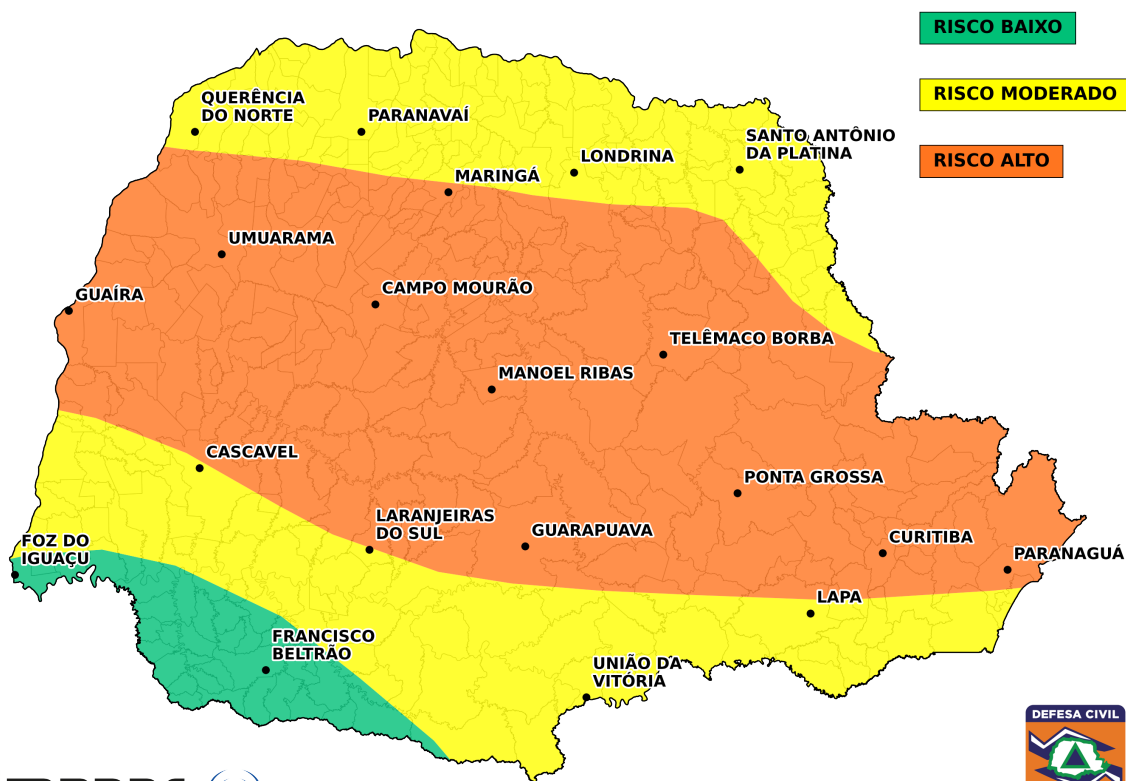 RISCO BAIXO
RISCO MODERADO
RISCO ALTO
QUERÊNCIA
DO NORTE
PARANAVAÍ
LONDRINA
SANTO ANTÔNIO
DA PLATINA
MARINGÁ
UMUARAMA
CAMPO MOURÃO
GUAÍRA
TELÊMACO BORBA
MANOEL RIBAS
CASCAVEL
PONTA GROSSA
LARANJEIRAS
DO SUL
GUARAPUAVA
CURITIBA
FOZ DO
IGUAÇU
PARANAGUÁ
LAPA
FRANCISCO
BELTRÃO
UNIÃO DA
VITÓRIA
DEFESA CIVIL